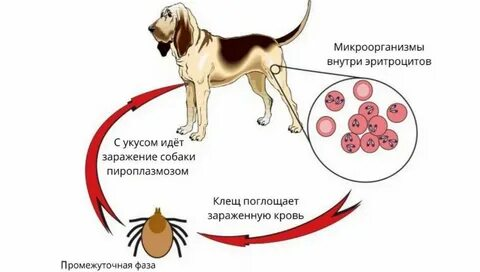 Микроорганизмы
внутри эритроцитов
С укусом идёт
заражение собаки
пироплазмозом
Клещ поглощает
зараженную кровь
Промежуточная фаза